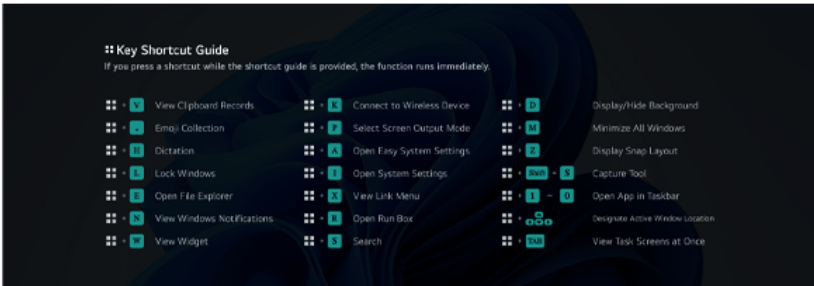 Key Shortcut Guide
If you press a shortcut while the shortcut guide is provided, the function runs immediately.
+ V View Clipboard Records
+ . Emoji Collection
+ H Dictation
+ L Lock Windows
+ E Open File Explorer
+ N View Windows Notifications
+ W View Widget
+ K Connect to Wireless Device
+ P Select Screen Output Mode
+ A Open Easy System Settings
+ I Open System Settings
+ X View Link Menu
+ R Open Run Box
+ S Search
+ D Display/Hide Background
+ M Minimize All Windows
+ Z Display Snap Layout
+ Shift + S Capture Tool
+ 1 ~ 0 Open App in Taskbar
+ Designate Active Window Location
+ TAB View Task Screens at Once